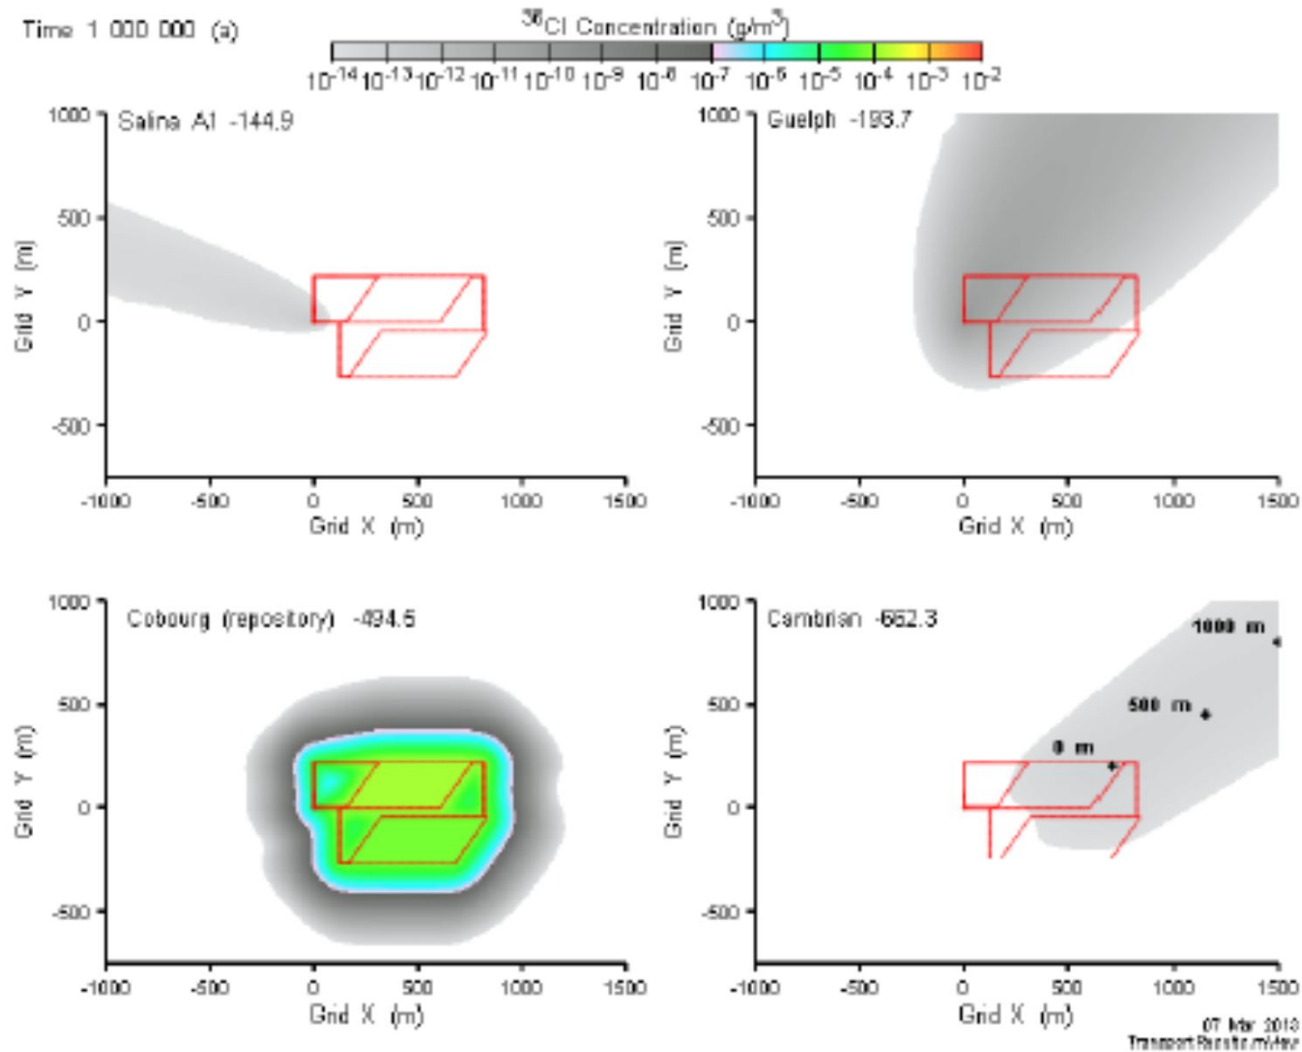 Time 1 000 000 (a)
³⁶Cl Concentration (g/m³)
10⁻¹⁴ 10⁻¹³ 10⁻¹² 10⁻¹¹ 10⁻¹⁰ 10⁻⁹ 10⁻⁸ 10⁻⁷ 10⁻⁶ 10⁻⁵ 10⁻⁴ 10⁻³ 10⁻²
Salina A1 -144.9
1000
500
0
-500
Grid Y (m)
-1000 -500 0 500 1000 1500
Grid X (m)
Guelph -193.7
1000
500
0
-500
Grid Y (m)
-1000 -500 0 500 1000 1500
Grid X (m)
Cobourg (repository) -494.5
1000
500
0
-500
Grid Y (m)
-1000 -500 0 500 1000 1500
Grid X (m)
Cambrian -662.3
1000 m
500 m
0 m
1000
500
0
-500
Grid Y (m)
-1000 -500 0 500 1000 1500
Grid X (m)
07 Mar 2013